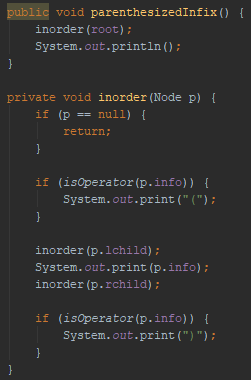 public void parenthesizedInfix() {
    inorder(root);
    System.out.println();
}

private void inorder(Node p) {
    if (p == null) {
        return;
    }

    if (isOperator(p.info)) {
        System.out.print("(");
    }

    inorder(p.lchild);
    System.out.print(p.info);
    inorder(p.rchild);

    if (isOperator(p.info)) {
        System.out.print(")");
    }
}